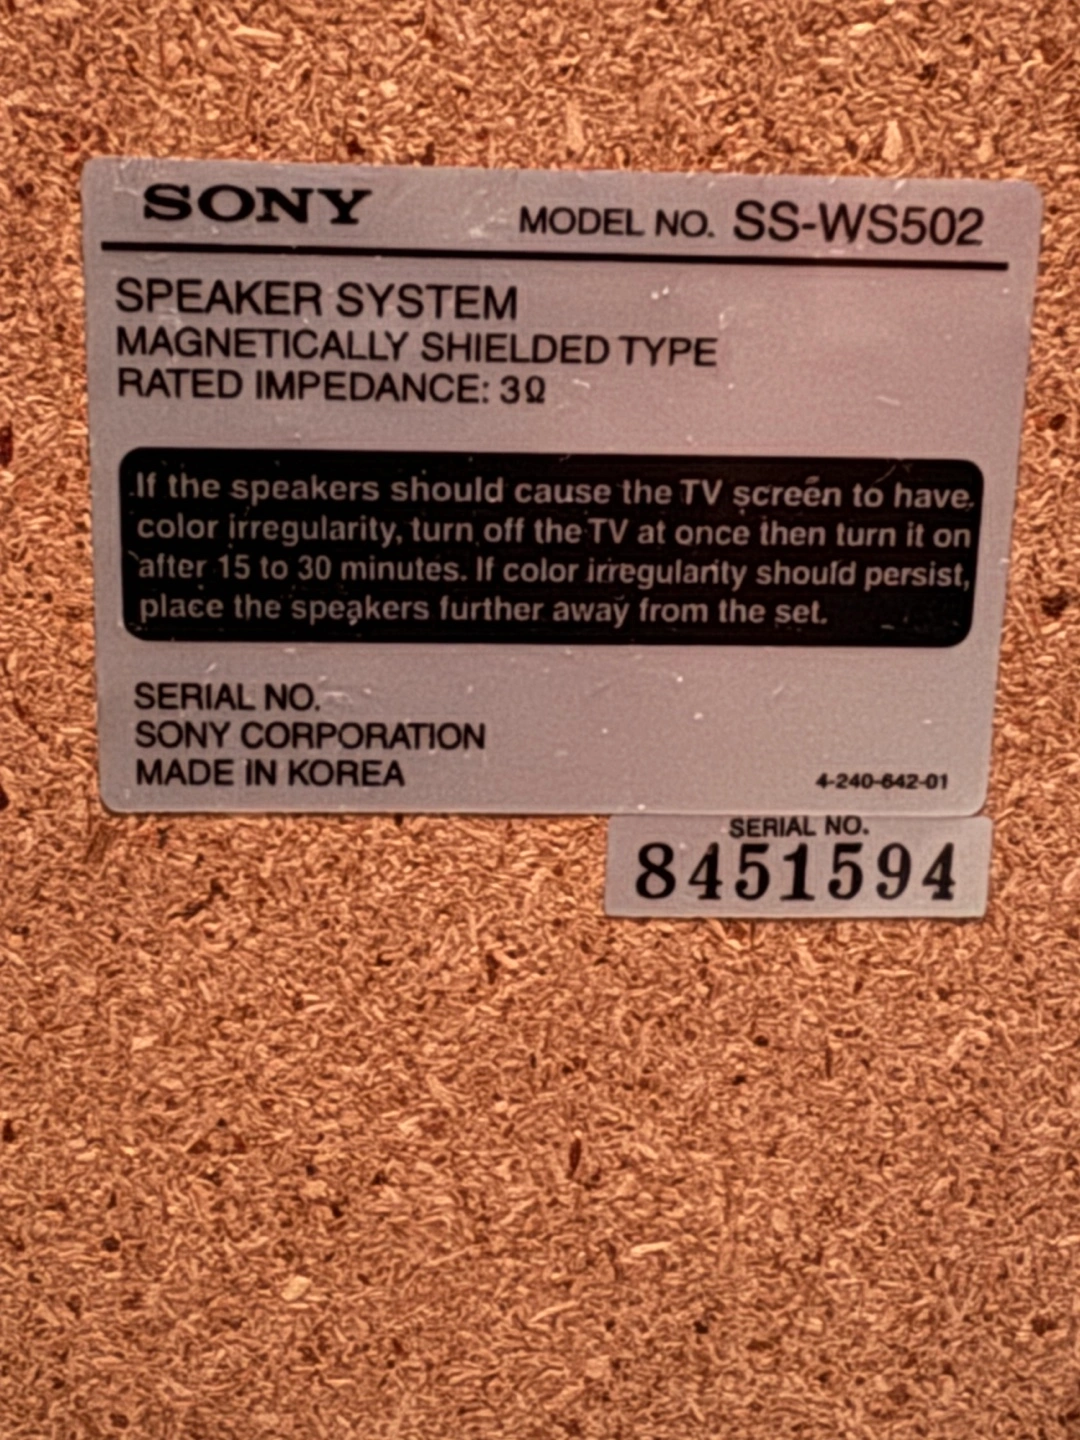 SONY MODEL NO. SS-WS502
SPEAKER SYSTEM
MAGNETICALLY SHIELDED TYPE
RATED IMPEDANCE: 3Ω
If the speakers should cause the TV screen to have
color irregularity, turn off the TV at once then turn it on
after 15 to 30 minutes. If color irregularity should persist,
place the speakers further away from the set.
SERIAL NO.
SONY CORPORATION
MADE IN KOREA 4-240-642-01
SERIAL NO.
8451594